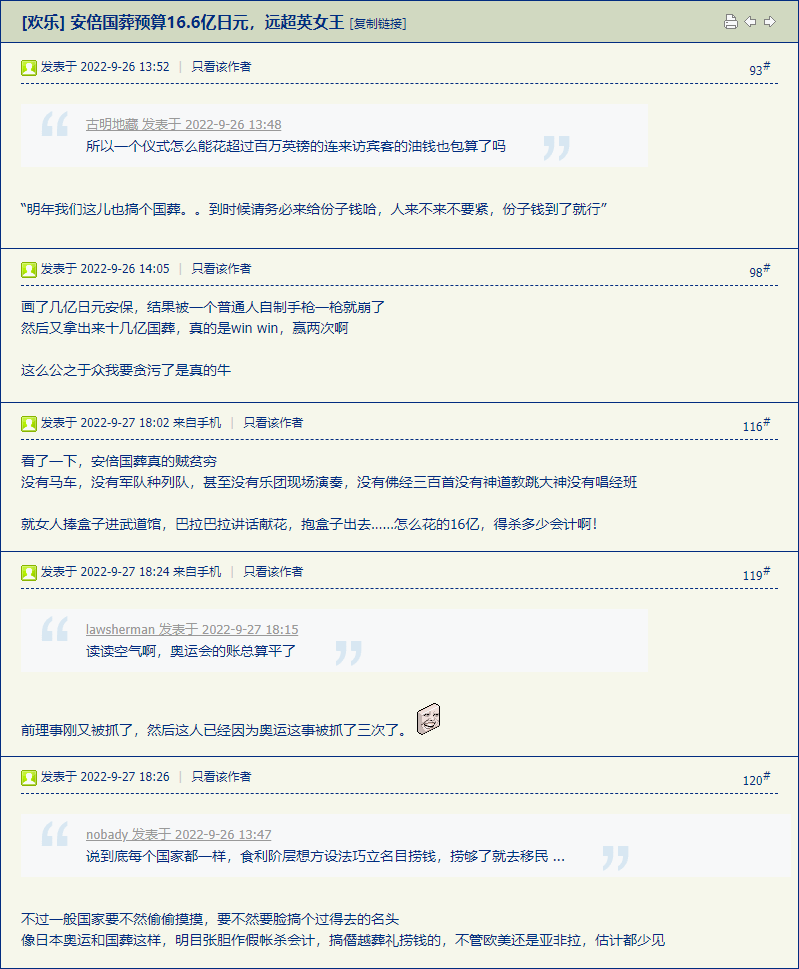 [欢乐] 安倍国葬预算16.6亿日元，远超英女王 [复制链接]
发表于 2022-9-26 13:52 | 只看该作者
93#
古明地藏 发表于 2022-9-26 13:48
所以一个仪式怎么能花超过百万英镑的连来访宾客的油钱也包算了吗
“明年我们这儿也搞个国葬。。到时候请务必来给份子钱哈，人来不来不要紧，份子钱到了就行”
发表于 2022-9-26 14:05 | 只看该作者
98#
画了几亿日元安保，结果被一个普通人自制手枪一枪就崩了
然后又拿出来十几亿国葬，真的是win win，赢两次啊
这么公之于众我要贪污了是真的牛
发表于 2022-9-27 18:02 来自手机 | 只看该作者
116#
看了一下，安倍国葬真的贼贫穷
没有马车，没有军队种列队，甚至没有乐团现场演奏，没有佛经三百首没有神道教跳大神没有唱经班
就女人捧盒子进武道馆，巴拉巴拉讲话献花，抱盒子出去……怎么花的16亿，得杀多少会计啊！
发表于 2022-9-27 18:24 来自手机 | 只看该作者
119#
lawsherman 发表于 2022-9-27 18:15
读读空气啊，奥运会的账总算平了
前理事刚又被抓了，然后这人已经因为奥运这事被抓了三次了。
发表于 2022-9-27 18:26 | 只看该作者
120#
nobady 发表于 2022-9-26 13:47
说到底每个国家都一样，食利阶层想方设法巧立名目捞钱，捞够了就去移民 ...
不过一般国家要不然偷偷摸摸，要不然要脸搞个过得去的名头
像日本奥运和国葬这样，明目张胆作假帐杀会计，搞僭越葬礼捞钱的，不管欧美还是亚非拉，估计都少见